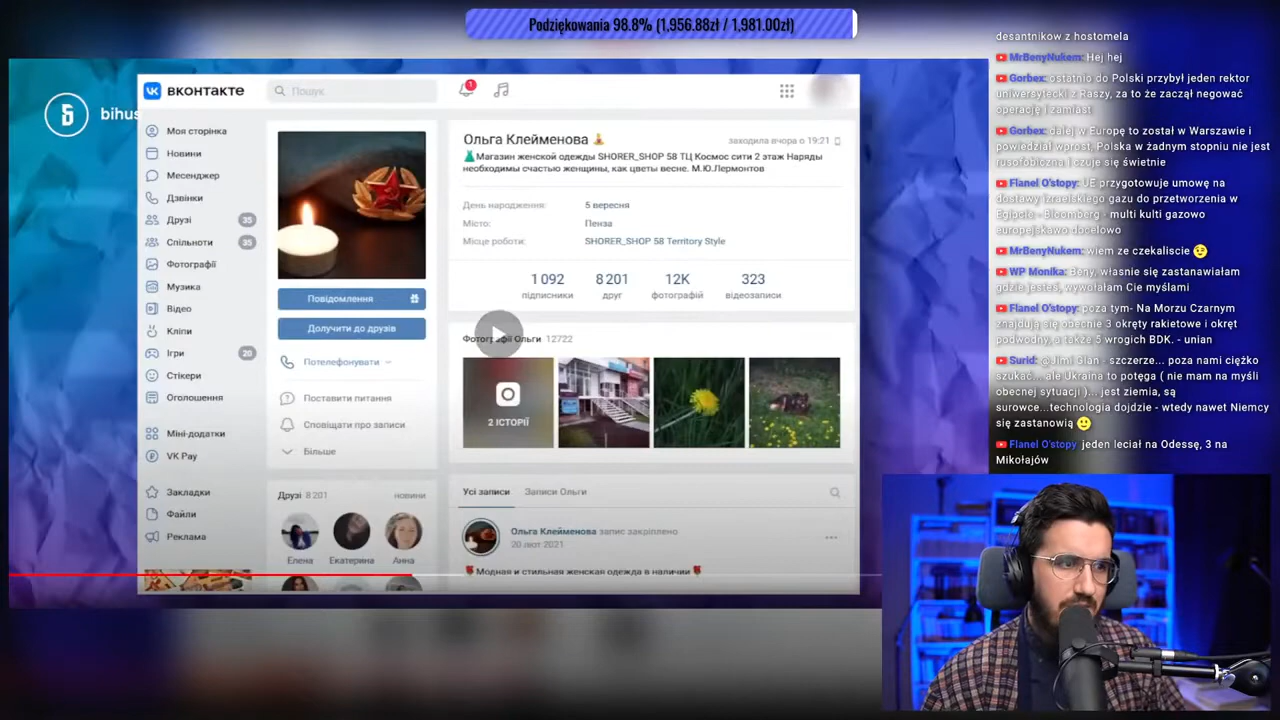 Podziękowania 98.8% (1,956.88zł / 1,981.00zł)
bihus
вконтакте
Пошук
1
Моя сторінка
Новини
Месенджер
Дзвінки
Друзі 35
Спільноти 35
Фотографії
Музика
Відео
Кліпи
Ігри 20
Стікери
Оголошення
Міні-додатки
VK Pay
Закладки
Файли
Реклама
Повідомлення
Долучити до друзів
Потелефонувати
Поставити питання
Сповіщати про записи
Більше
Друзі 8 201 новини
Елена Екатерина Анна
Ольга Клейменова
заходила вчора о 19:21
Магазин женской одежды SHORER_SHOP 58 ТЦ Космос сити 2 этаж Наряды
необходимы счастью женщины, как цветы весне. М.Ю.Лермонтов
День народження: 5 вересня
Місто: Пенза
Місце роботи: SHORER_SHOP 58 Territory Style
1 092 8 201 12K 323
підписники друг фотографій відеозаписи
Фотографії Ольги 12722
2 ІСТОРІЇ
Усі записи Записи Ольги
Ольга Клейменова запис закріплено
20 лют 2021
Модная и стильная женская одежда в наличии
desantnikow z hostomela
MrBenyNukem: Hej hej
Gorbex: ostatnio do Polski przybył jeden rektor
uniwersytetki z Raszy, za to że zaczął negować
operację i zamiast
Gorbex: dalej w Europę to został w Warszawie i
powiedział wprost, Polska w żadnym stopniu nie jest
rusofobiczna i czuje się świetnie
Flanel O'stopy: UE przygotowuje umowę na
dostawy izraelskiego gazu do przetworzenia w
Egipcie - Bloomberg - multi kulti gazowo
europejskawo docelowo
MrBenyNukem: wiem ze czekaliscie
WP Monika: Beny, własnie się zastanawiałam
gdzie jesteś, wywołałam Cie myślami
Flanel O'stopy: poza tym- Na Morzu Czarnym
znajdują się obecnie 3 okręty rakietowe i okręt
podwodny, a także 5 wrogich BDK. - unian
Surid: szczerze... poza nami ciężko
szukać... ale Ukraina to potęga ( nie mam na myśli
obecnej sytuacji )... jest ziemia, są
surowce...technologia dojdzie - wtedy nawet Niemcy
się zastanowią
Flanel O'stopy: jeden leciał na Odessę, 3 na
Mikołajów